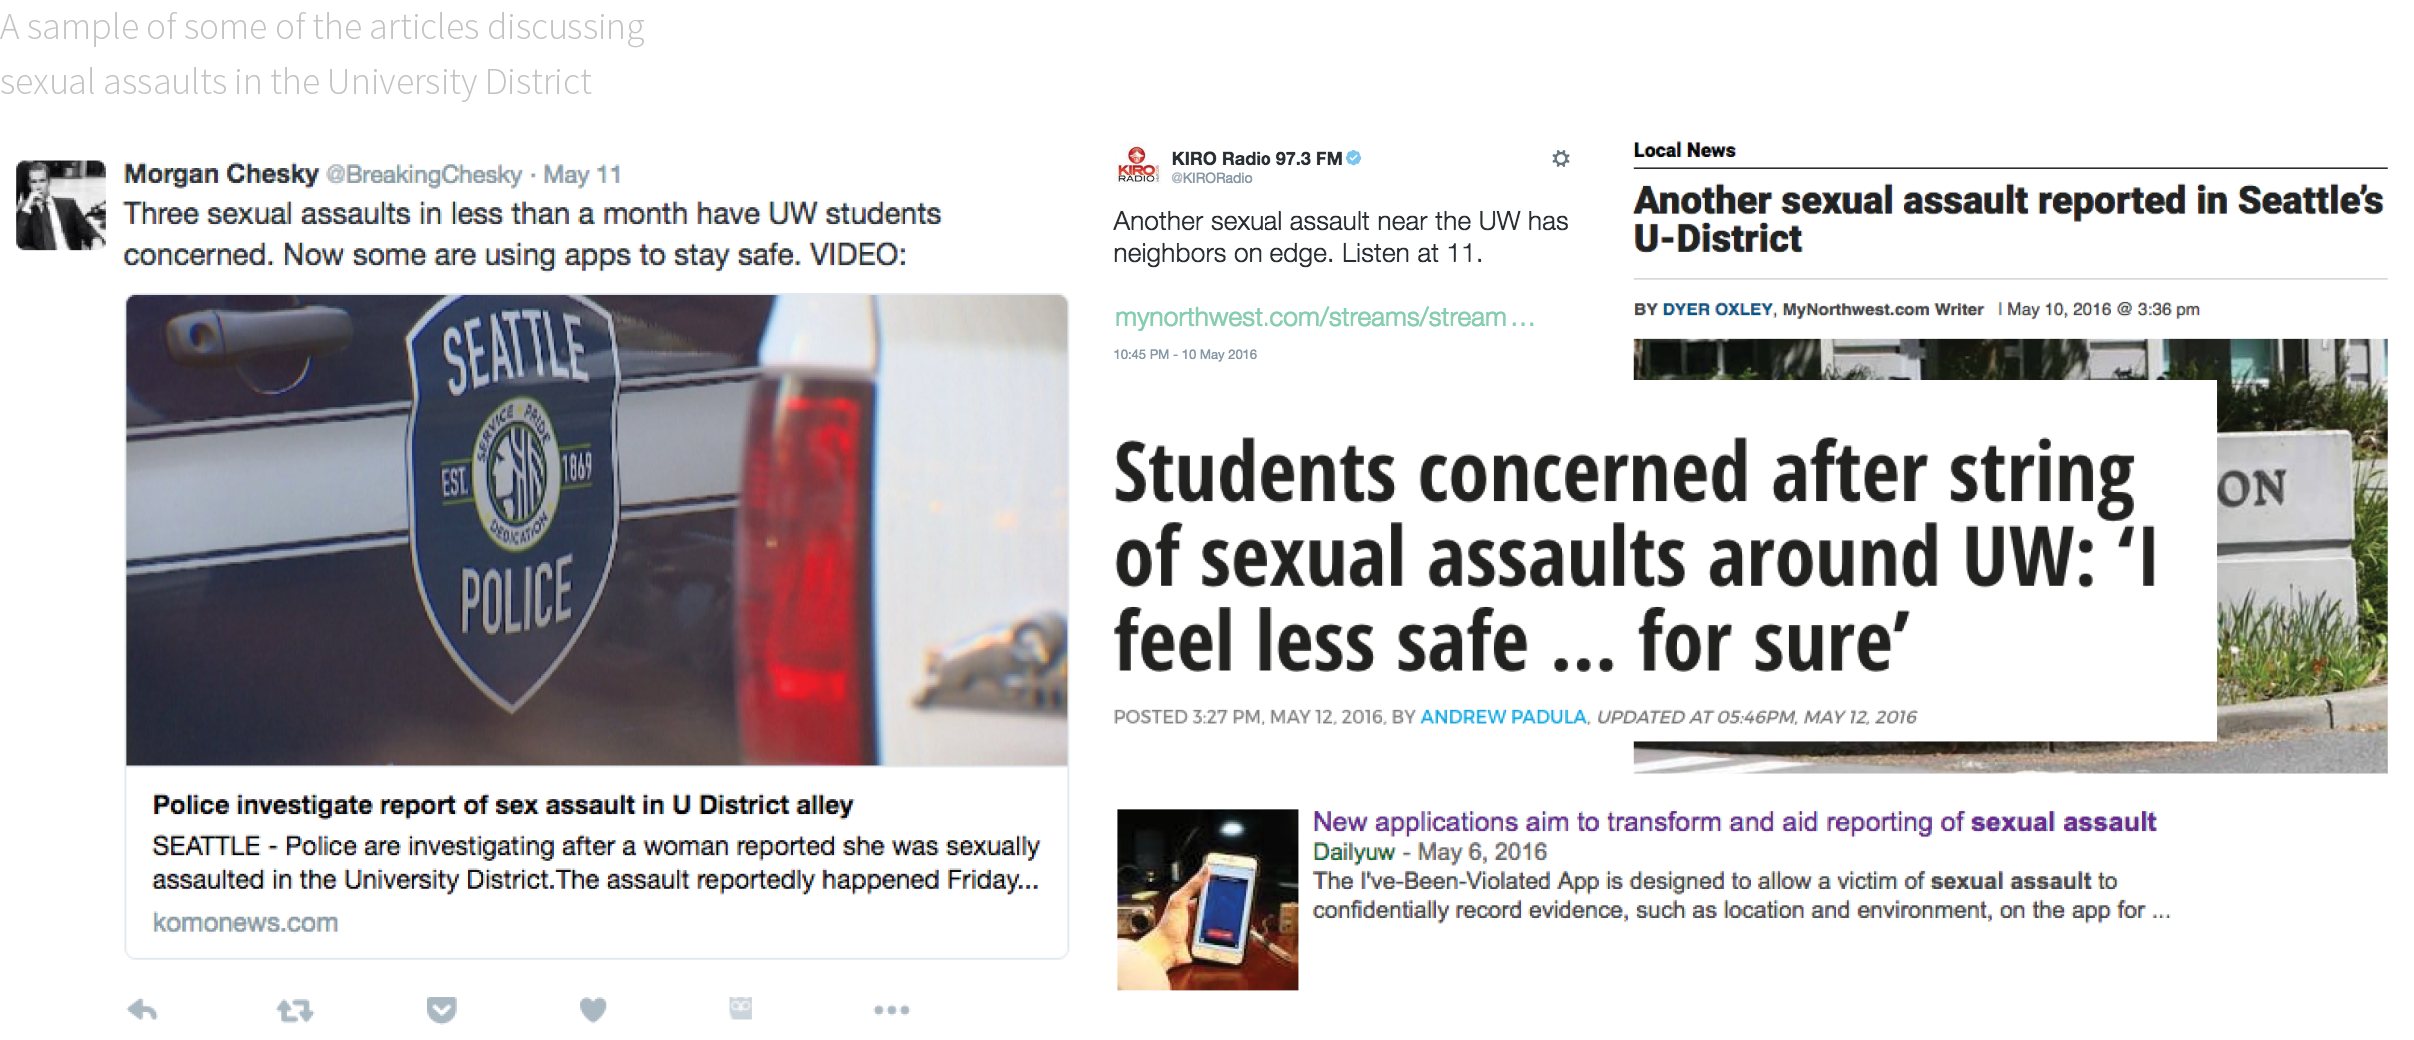 A sample of some of the articles discussing
sexual assaults in the University District
Morgan Chesky @BreakingChesky · May 11
Three sexual assaults in less than a month have UW students
concerned. Now some are using apps to stay safe. VIDEO:
SEATTLE
SERVICE PRIDE
EST. 1869
DEDICATION
POLICE
Police investigate report of sex assault in U District alley
SEATTLE - Police are investigating after a woman reported she was sexually
assaulted in the University District.The assault reportedly happened Friday...
komonews.com
KIRO RADIO
KIRO Radio 97.3 FM
@KIRORadio
Another sexual assault near the UW has
neighbors on edge. Listen at 11.
mynorthwest.com/streams/stream...
10:45 PM - 10 May 2016
Local News
Another sexual assault reported in Seattle's
U-District
BY DYER OXLEY, MyNorthwest.com Writer | May 10, 2016 @ 3:36 pm
ON
Students concerned after string
of sexual assaults around UW: ‘I
feel less safe ... for sure’
POSTED 3:27 PM, MAY 12, 2016, BY ANDREW PADULA, UPDATED AT 05:46PM, MAY 12, 2016
New applications aim to transform and aid reporting of sexual assault
Dailyuw - May 6, 2016
The I've-Been-Violated App is designed to allow a victim of sexual assault to
confidentially record evidence, such as location and environment, on the app for ...